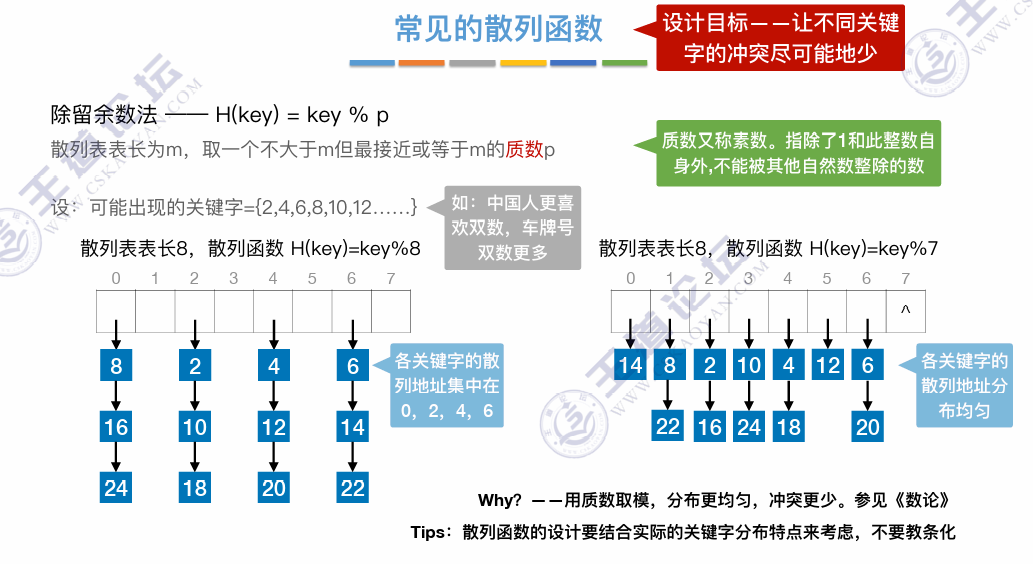 常见的散列函数
设计目标——让不同关键
字的冲突尽可能地少
除留余数法 —— H(key) = key % p
散列表表长为m，取一个不大于m但最接近或等于m的质数p
质数又称素数。指除了1和此整数自
身外,不能被其他自然数整除的数
设：可能出现的关键字={2,4,6,8,10,12……}
如：中国人更喜
欢双数，车牌号
双数更多
散列表表长8，散列函数 H(key)=key%8
0 1 2 3 4 5 6 7
8 2 4 6
16 10 12 14
24 18 20 22
各关键字的散
列地址集中在
0，2，4，6
散列表表长8，散列函数 H(key)=key%7
0 1 2 3 4 5 6 7
^
14 8 2 10 4 12 6
22 16 24 18 20
各关键字的
散列地址分
布均匀
Why？——用质数取模，分布更均匀，冲突更少。参见《数论》
Tips：散列函数的设计要结合实际的关键字分布特点来考虑，不要教条化
王道论坛
WWW.CSKAOYAN.COM